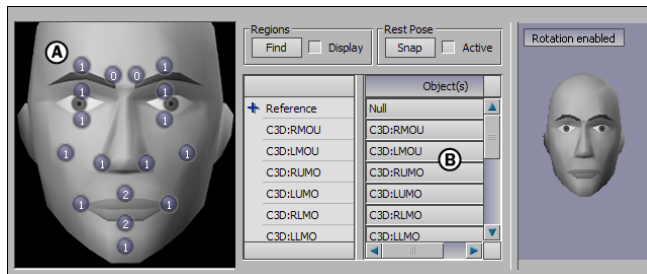 A
1 1
0 0
1 1
1 1
1 1 1 1
2
1 1
2
1
Regions
Find Display
Rest Pose
Snap Active
Object(s)
Reference Null
C3D:RMOU C3D:RMOU
C3D:LMOU C3D:LMOU
B
C3D:RUMO C3D:RUMO
C3D:LUMO C3D:LUMO
C3D:RLMO C3D:RLMO
C3D:LLMO C3D:LLMO
Rotation enabled